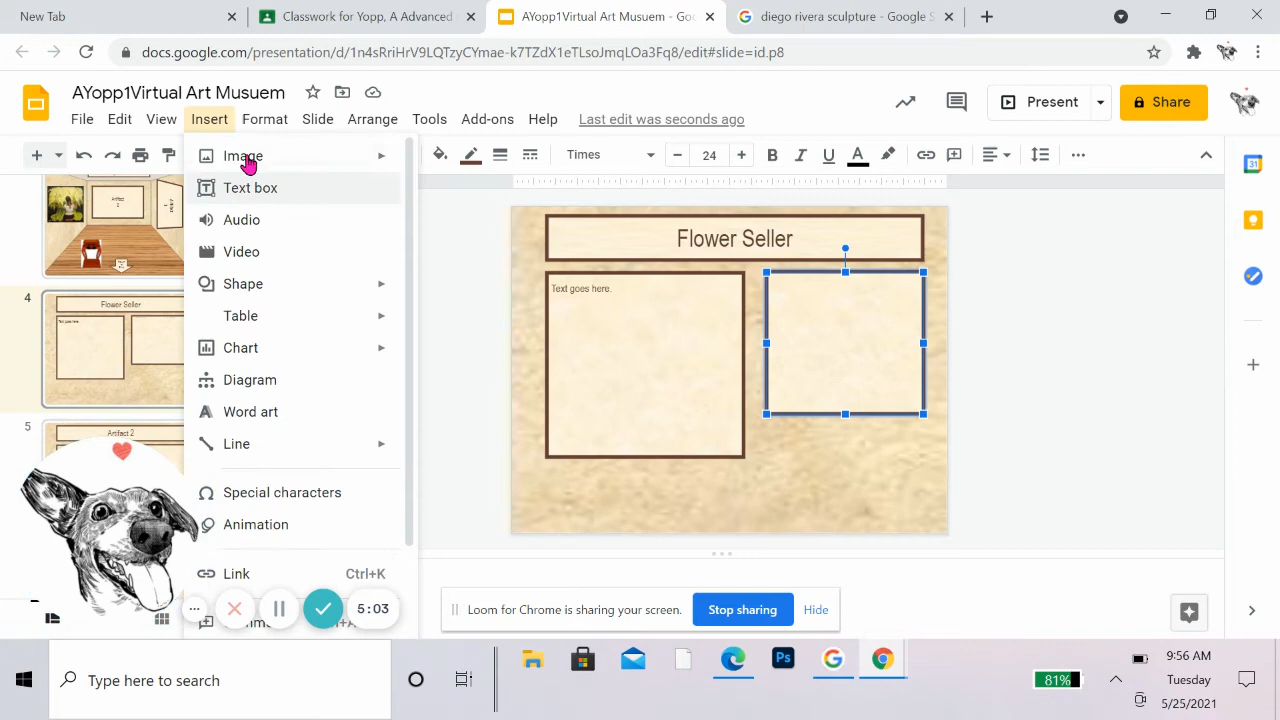 New Tab
Classwork for Yopp, A Advanced
AYopp1Virtual Art Musuem - Goo
diego rivera sculpture - Google S
docs.google.com/presentation/d/1n4sRriHrV9LQTzyCYmae-k7TZdX1eTLsoJmqLOa3Fq8/edit#slide=id.p8
AYopp1Virtual Art Musuem
File Edit View Insert Format Slide Arrange Tools Add-ons Help Last edit was seconds ago
Present
Share
Times
24
Image
Text box
Audio
Video
Shape
Table
Chart
Diagram
Word art
Line
Special characters
Animation
Link Ctrl+K
4
Flower Seller
Text goes here.
5
Artifact 2
Flower Seller
Text goes here.
5:03
Loom for Chrome is sharing your screen. Stop sharing Hide
Type here to search
Ps
81%
9:56 AM
Tuesday
5/25/2021